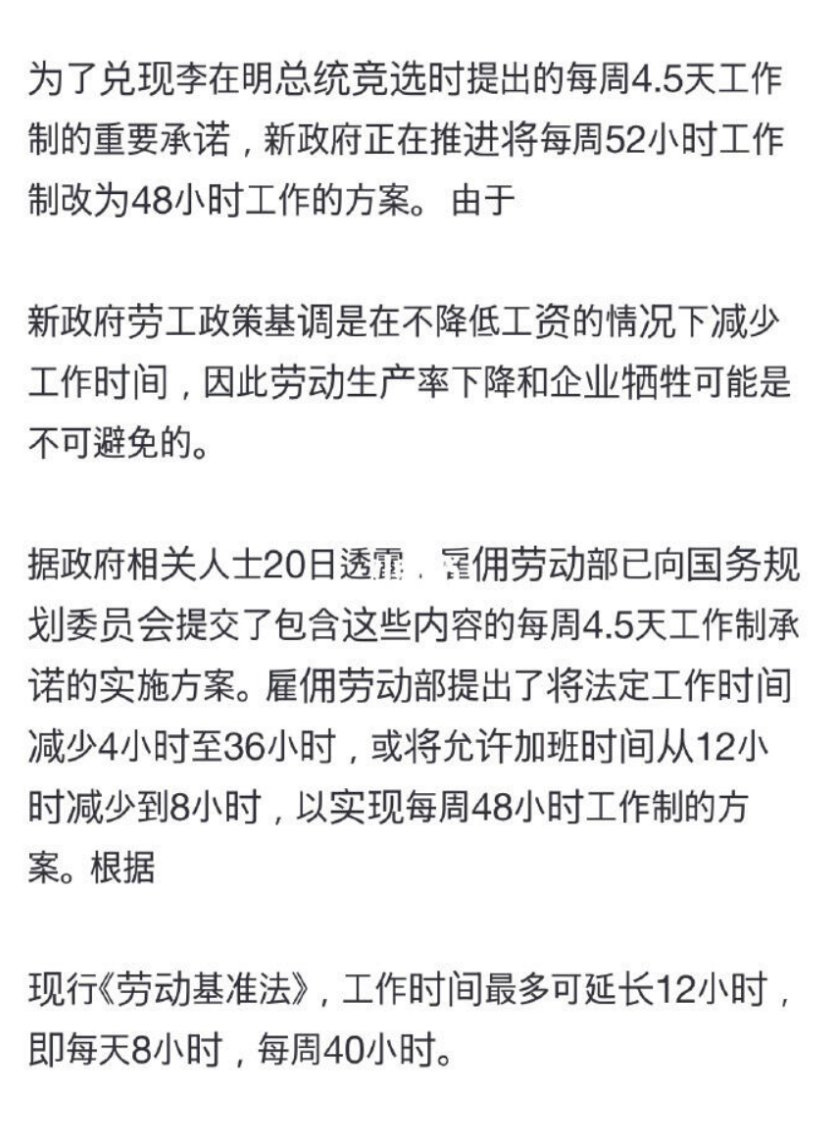 为了兑现李在明总统竞选时提出的每周4.5天工作
制的重要承诺，新政府正在推进将每周52小时工作
制改为48小时工作的方案。 由于
新政府劳工政策基调是在不降低工资的情况下减少
工作时间，因此劳动生产率下降和企业牺牲可能是
不可避免的。
据政府相关人士20日透露，雇佣劳动部已向国务规
划委员会提交了包含这些内容的每周4.5天工作制承
诺的实施方案。雇佣劳动部提出了将法定工作时间
减少4小时至36小时，或将允许加班时间从12小
时减少到8小时，以实现每周48小时工作制的方
案。根据
现行《劳动基准法》，工作时间最多可延长12小时，
即每天8小时，每周40小时。